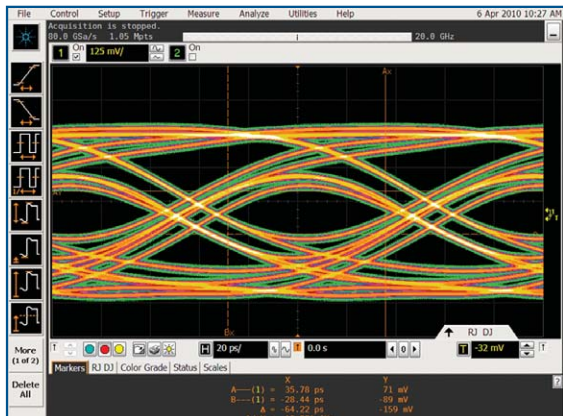 File Control Setup Trigger Measure Analyze Utilities Help 6 Apr 2010 10:27 AM
Acquisition is stopped.
00.0 GSa/s 1.05 Mpts 20.0 GHz
1 On 125 mV/ 2 On
Ax
Bx
RJ DJ
More
(1 of 2)
Delete
All
H 20 ps/ 0.0 s 0 T -32 mV
Markers RJ DJ Color Grade Status Scales
X Y
A---(1) = 35.78 ps 71 mV
B---(1) = -28.44 ps -89 mV
Δ = -64.22 ps -159 mV